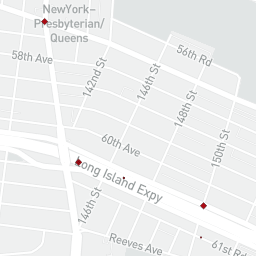 NewYork–
Presbyterian/
Queens
58th Ave
56th Rd
142nd St
146th St
148th St
150th St
60th Ave
Long Island Expy
146th St
Reeves Ave
61st Rd